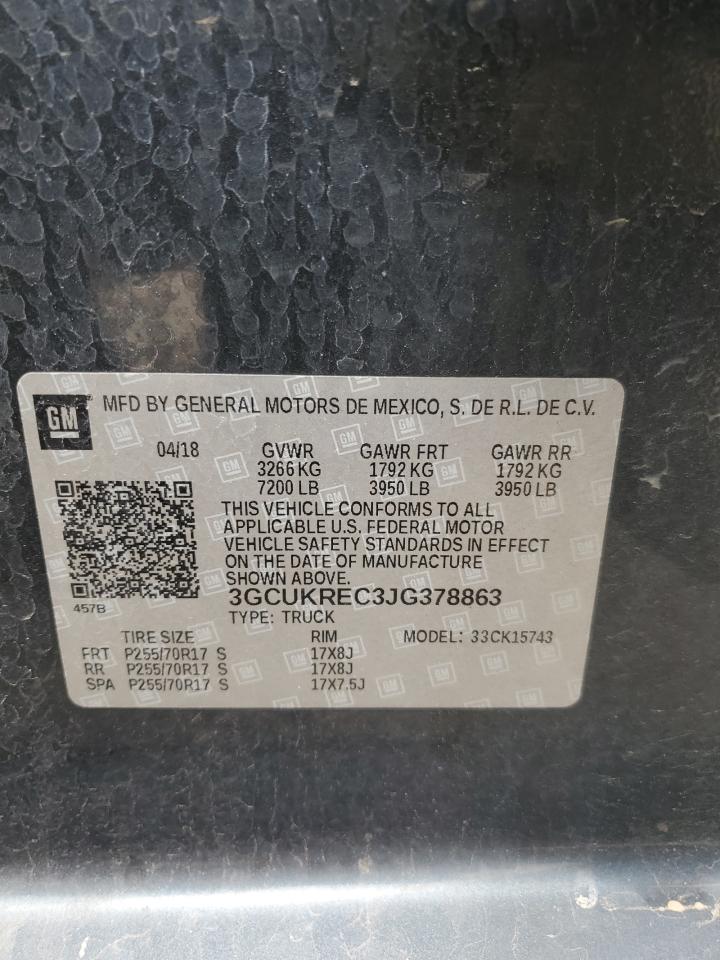 GM MFD BY GENERAL MOTORS DE MEXICO, S. DE R.L. DE C.V.
04/18 GVWR GAWR FRT GAWR RR
3266 KG 1792 KG 1792 KG
7200 LB 3950 LB 3950 LB
THIS VEHICLE CONFORMS TO ALL
APPLICABLE U.S. FEDERAL MOTOR
VEHICLE SAFETY STANDARDS IN EFFECT
ON THE DATE OF MANUFACTURE
SHOWN ABOVE.
457B
3GCUKREC3JG378863
TYPE: TRUCK
TIRE SIZE RIM MODEL: 33CK15743
FRT P255/70R17 S 17X8J
RR P255/70R17 S 17X8J
SPA P255/70R17 S 17X7.5J